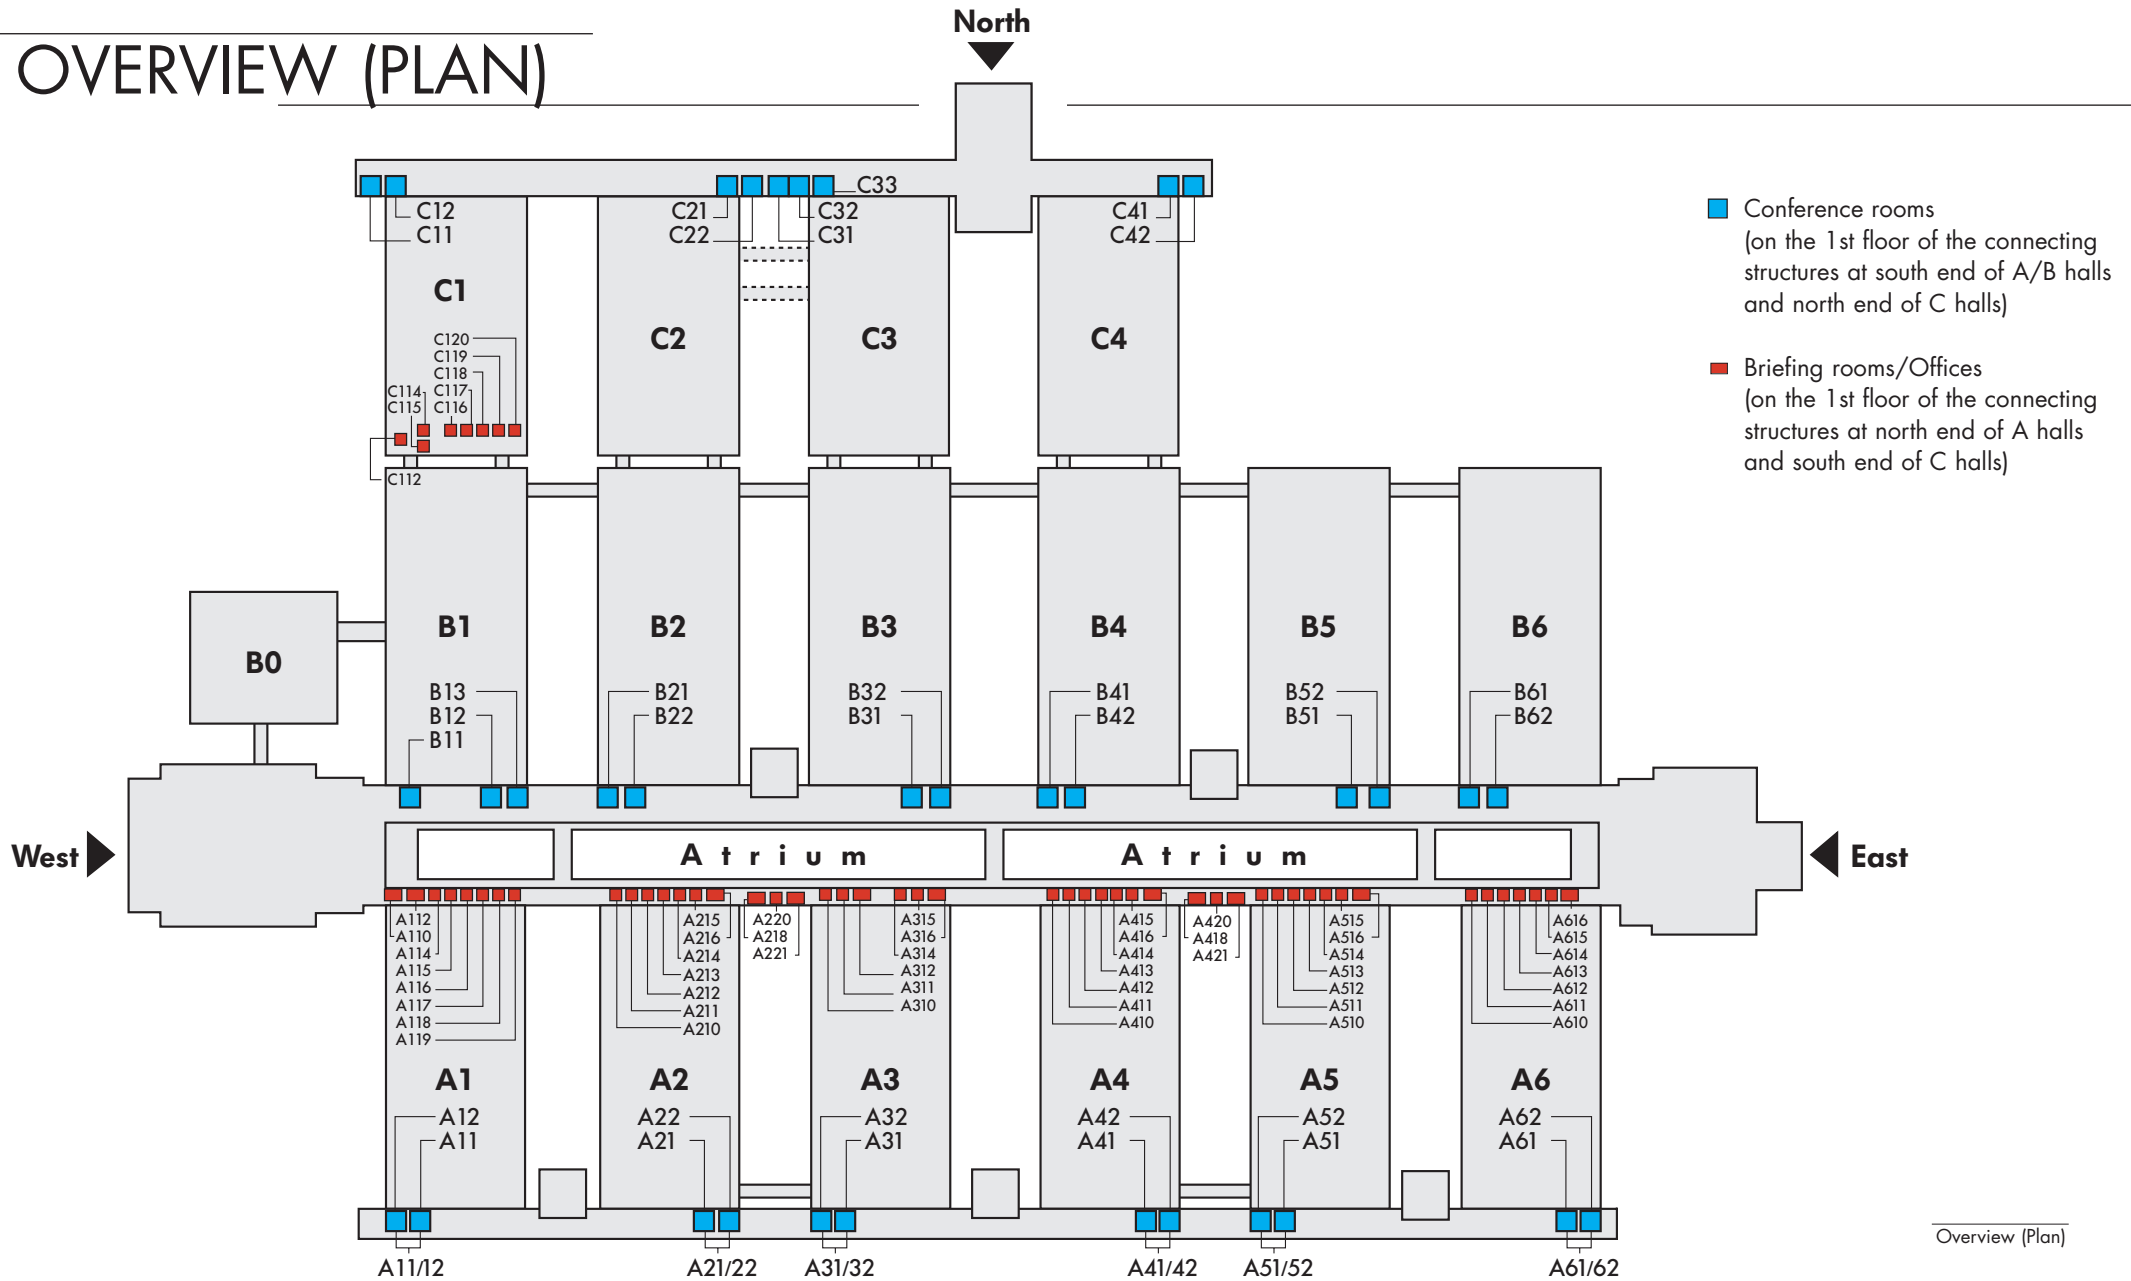 North
OVERVIEW (PLAN)
C33
C12
C21
C32
C41
C11
C22
C31
C42
Conference rooms
(on the 1st floor of the connecting
structures at south end of A/B halls
and north end of C halls)
C1
C2
C3
C4
C120
C119
C118
C114
C117
C115
C116
C112
Briefing rooms/Offices
(on the 1st floor of the connecting
structures at north end of A halls
and south end of C halls)
B0
B1
B2
B3
B4
B5
B6
B13
B21
B32
B41
B52
B61
B12
B22
B31
B42
B51
B62
B11
West
Atrium
Atrium
East
A112
A110
A114
A115
A116
A117
A118
A119
A215
A216
A214
A213
A212
A211
A210
A220
A218
A221
A315
A316
A314
A312
A311
A310
A415
A416
A414
A413
A412
A411
A410
A420
A418
A421
A515
A516
A514
A513
A512
A511
A510
A616
A615
A614
A613
A612
A611
A610
A1
A2
A3
A4
A5
A6
A12
A22
A32
A42
A52
A62
A11
A21
A31
A41
A51
A61
A11/12
A21/22
A31/32
A41/42
A51/52
A61/62
Overview (Plan)